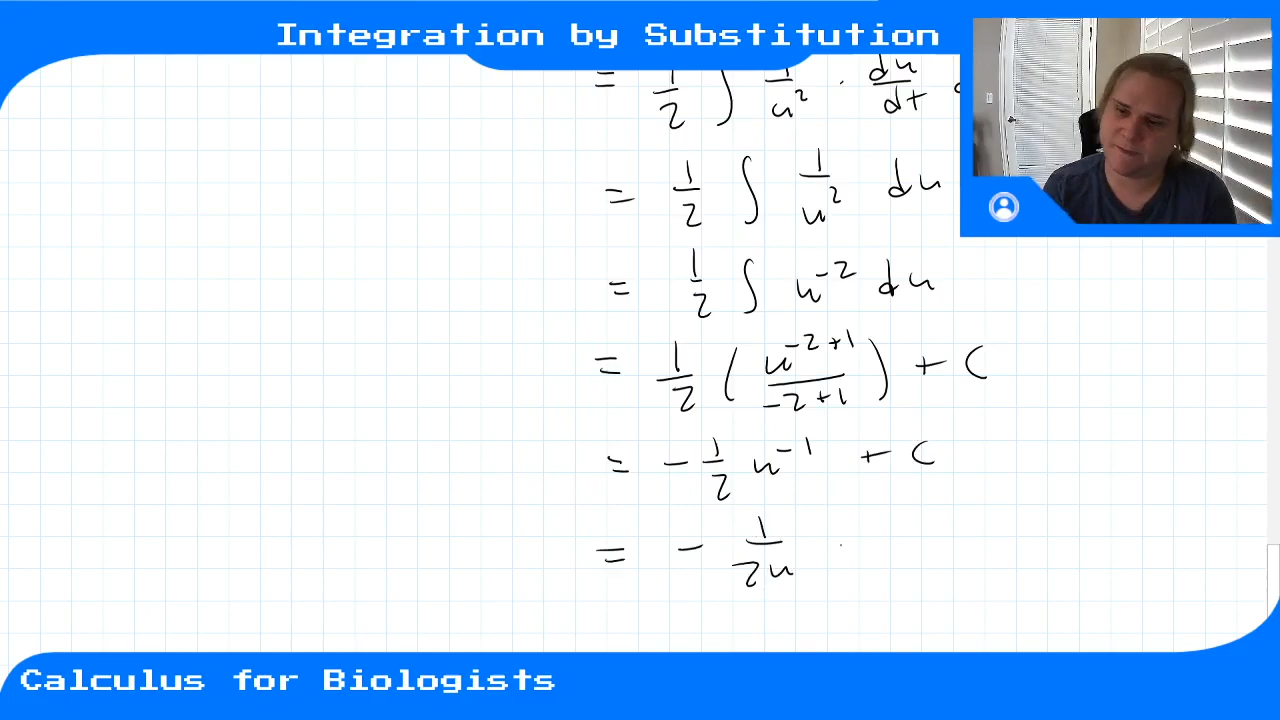 Integration by Substitution
= 1/2 ∫ 1/u² · du/dt
= 1/2 ∫ 1/u² du
= 1/2 ∫ u⁻² du
= 1/2 ( u⁻²⁺¹ / -2+1 ) + C
= - 1/2 u⁻¹ + C
= - 1/2u
Calculus for Biologists